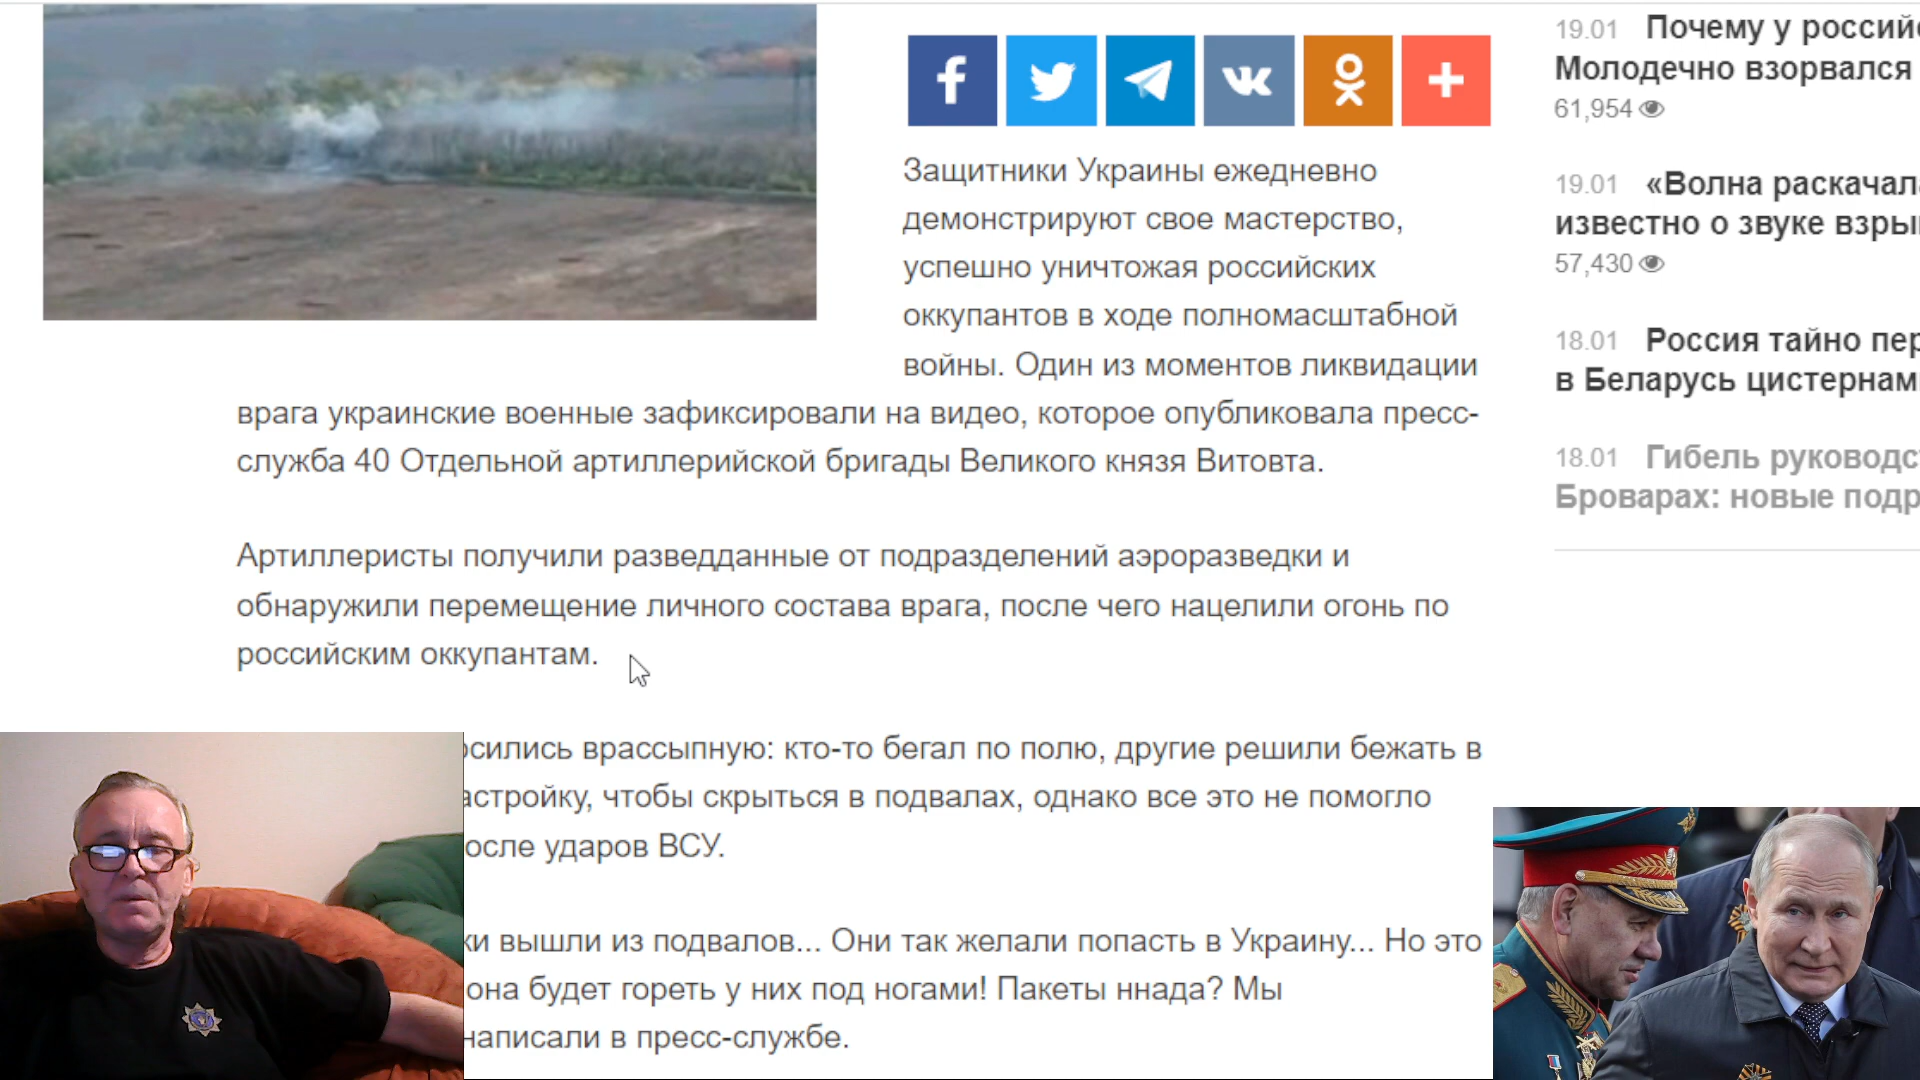 Защитники Украины ежедневно
демонстрируют свое мастерство,
успешно уничтожая российских
оккупантов в ходе полномасштабной
войны. Один из моментов ликвидации
врага украинские военные зафиксировали на видео, которое опубликовала пресс-
служба 40 Отдельной артиллерийской бригады Великого князя Витовта.
Артиллеристы получили разведданные от подразделений аэроразведки и
обнаружили перемещение личного состава врага, после чего нацелили огонь по
российским оккупантам.
осились врассыпную: кто-то бегал по полю, другие решили бежать в
астройку, чтобы скрыться в подвалах, однако все это не помогло
осле ударов ВСУ.
ки вышли из подвалов... Они так желали попасть в Украину... Но это
она будет гореть у них под ногами! Пакеты ннада? Мы
написали в пресс-службе.
19.01 Почему у российс
Молодечно взорвался
61,954
19.01 «Волна раскачала
известно о звуке взры
57,430
18.01 Россия тайно пер
в Беларусь цистернам
18.01 Гибель руководс
Броварах: новые подр